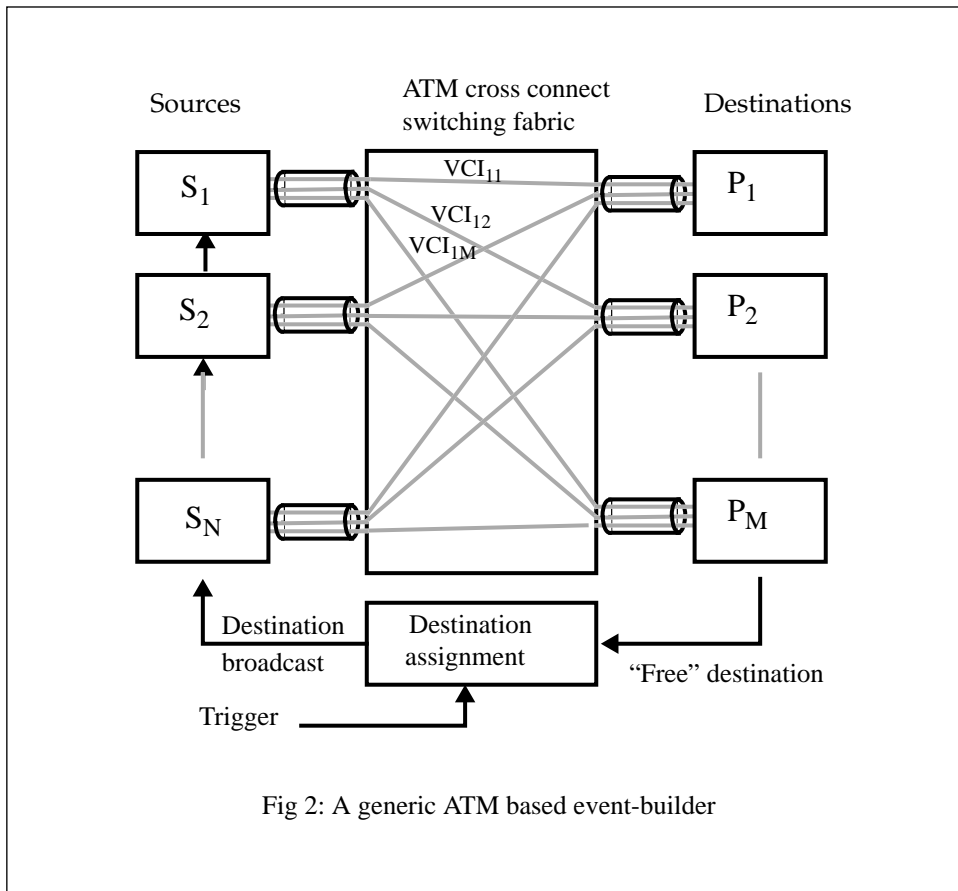 Sources
ATM cross connect
switching fabric
Destinations
S1
VCI11
P1
VCI12
VCI1M
S2
P2
SN
PM
Destination
broadcast
Destination
assignment
“Free” destination
Trigger
Fig 2: A generic ATM based event-builder